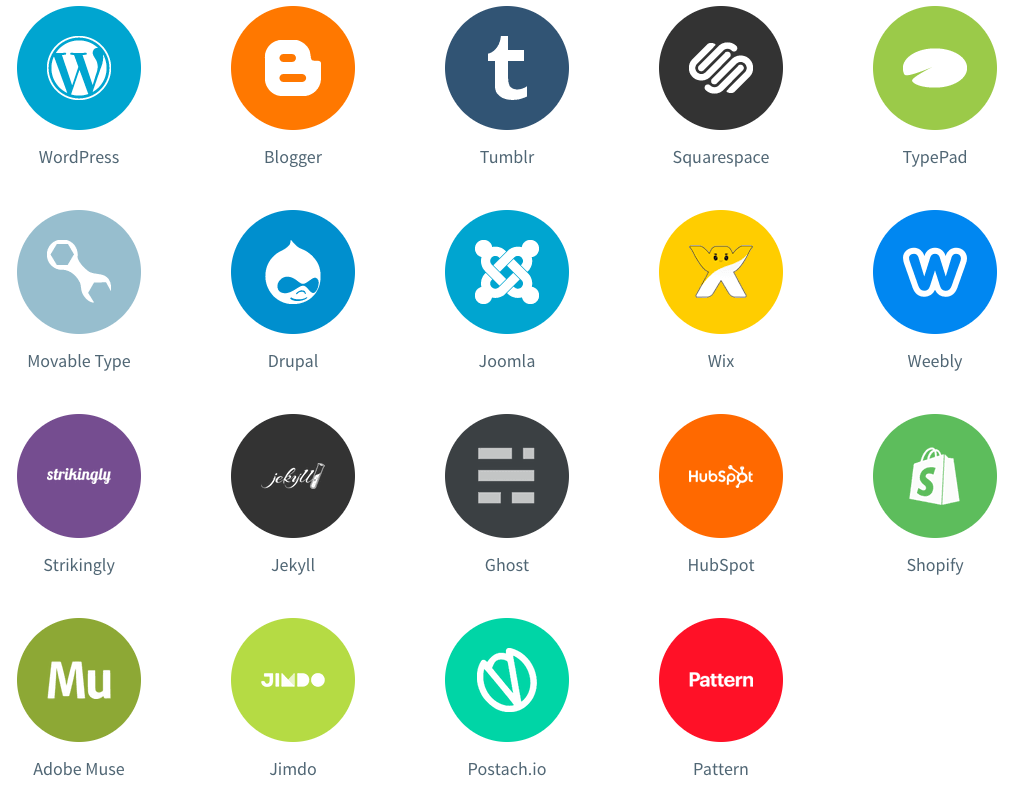 WordPress
Blogger
Tumblr
Squarespace
TypePad
Movable Type
Drupal
Joomla
Wix
W
Weebly
strikingly
Strikingly
jekyll
Jekyll
Ghost
HubSpot
HubSpot
S
Shopify
Mu
Adobe Muse
JIMDO
Jimdo
Postach.io
Pattern
Pattern